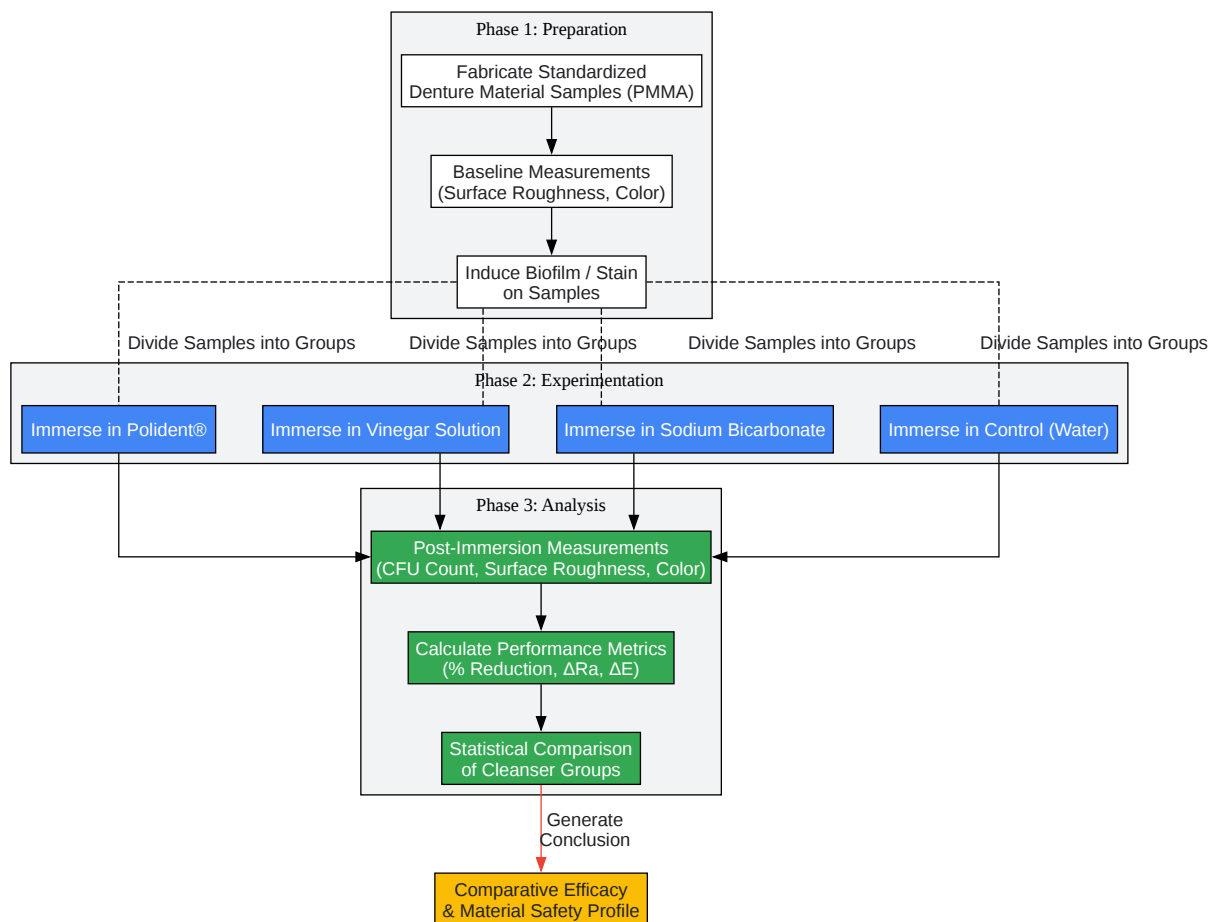 Phase 1: Preparation
Fabricate Standardized
Denture Material Samples (PMMA)
Baseline Measurements
(Surface Roughness, Color)
Induce Biofilm / Stain
on Samples
Divide Samples into Groups
Divide Samples into Groups
Divide Samples into Groups
Divide Samples into Groups
Phase 2: Experimentation
Immerse in Polident®
Immerse in Vinegar Solution
Immerse in Sodium Bicarbonate
Immerse in Control (Water)
Phase 3: Analysis
Post-Immersion Measurements
(CFU Count, Surface Roughness, Color)
Calculate Performance Metrics
(% Reduction, ΔRa, ΔE)
Statistical Comparison
of Cleanser Groups
Generate
Conclusion
Comparative Efficacy
& Material Safety Profile